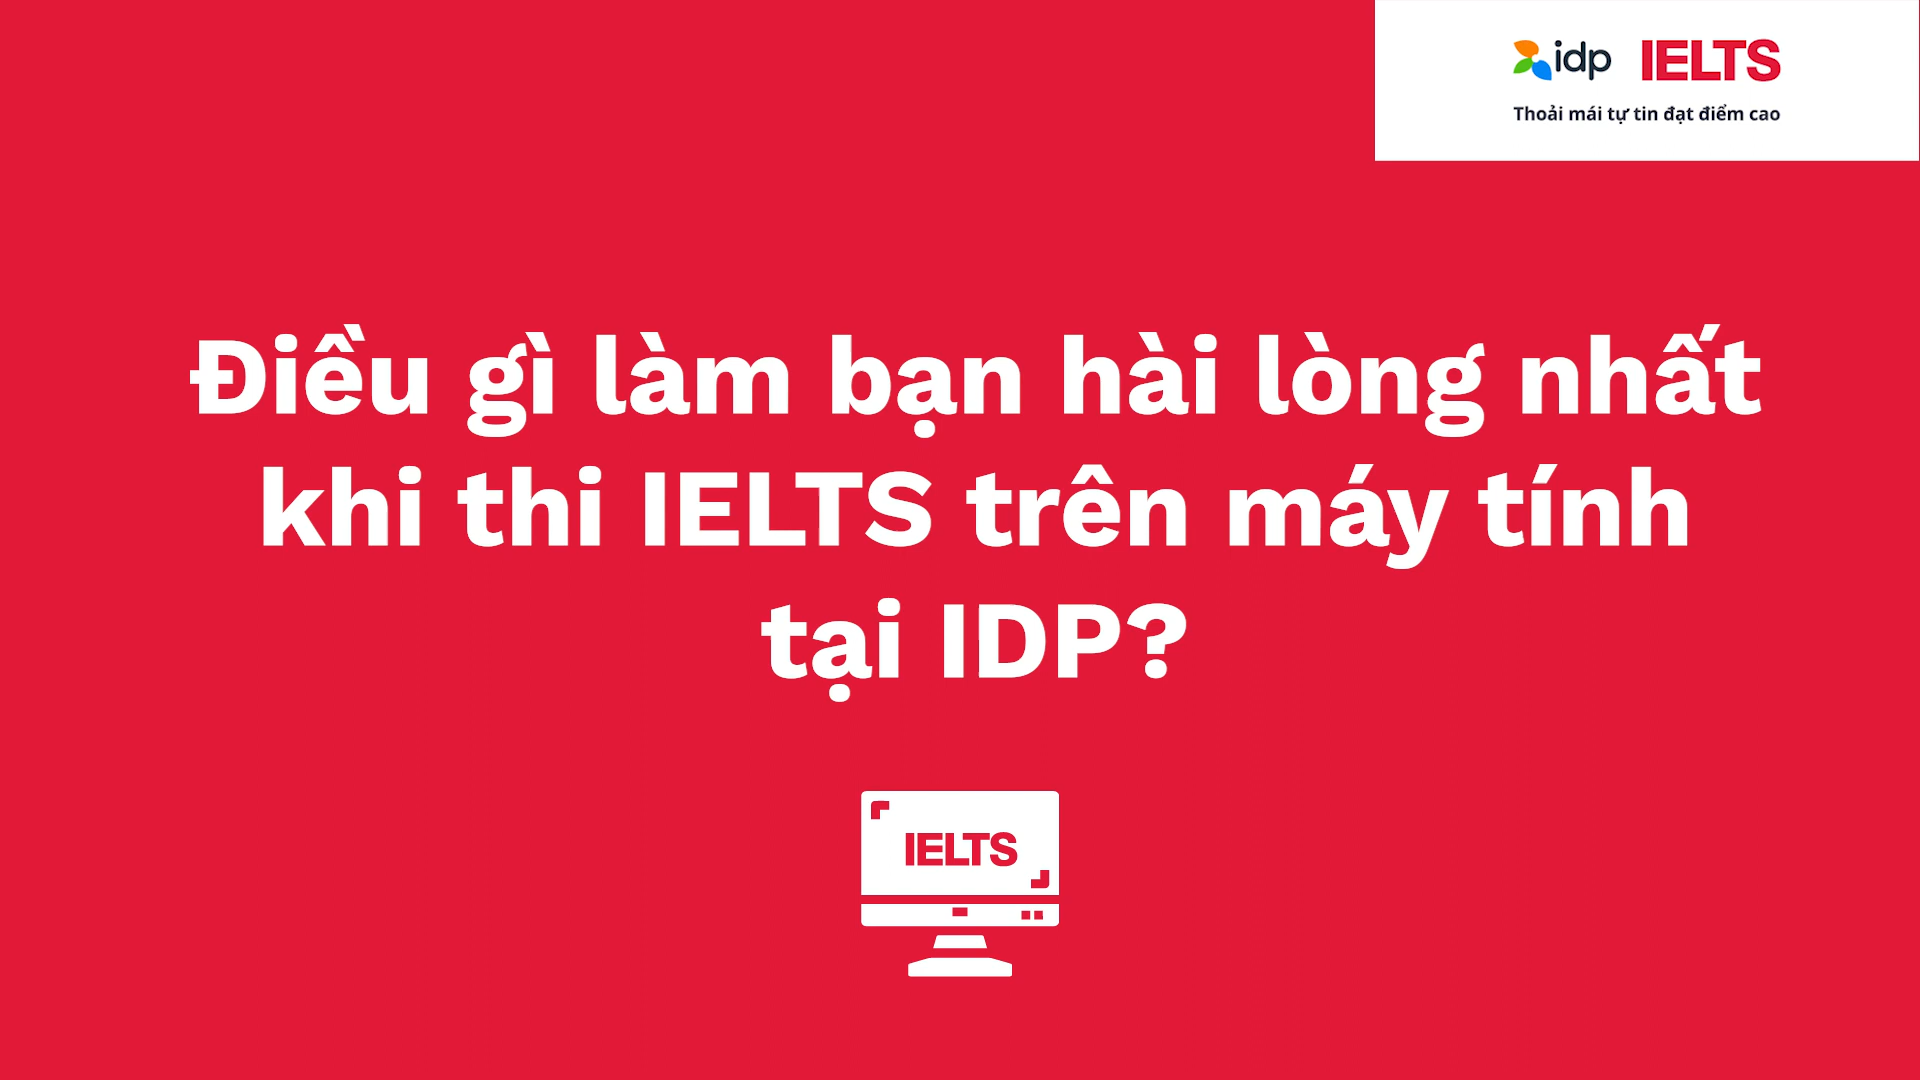 idp IELTS
Thoải mái tự tin đạt điểm cao
Điều gì làm bạn hài lòng nhất
khi thi IELTS trên máy tính
tại IDP?
IELTS